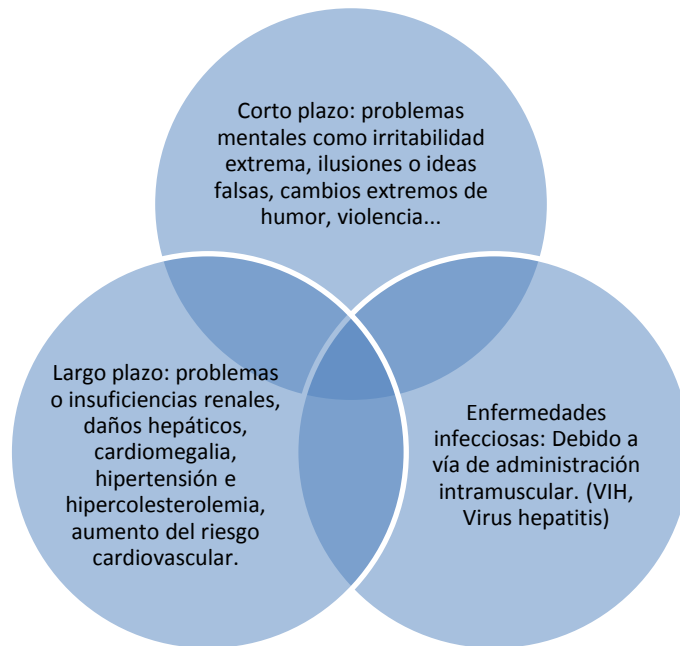 Corto plazo: problemas
mentales como irritabilidad
extrema, ilusiones o ideas
falsas, cambios extremos de
humor, violencia...
Largo plazo: problemas
o insuficiencias renales,
daños hepáticos,
cardiomegalia,
hipertensión e
hipercolesterolemia,
aumento del riesgo
cardiovascular.
Enfermedades
infecciosas: Debido a
vía de administración
intramuscular. (VIH,
Virus hepatitis)